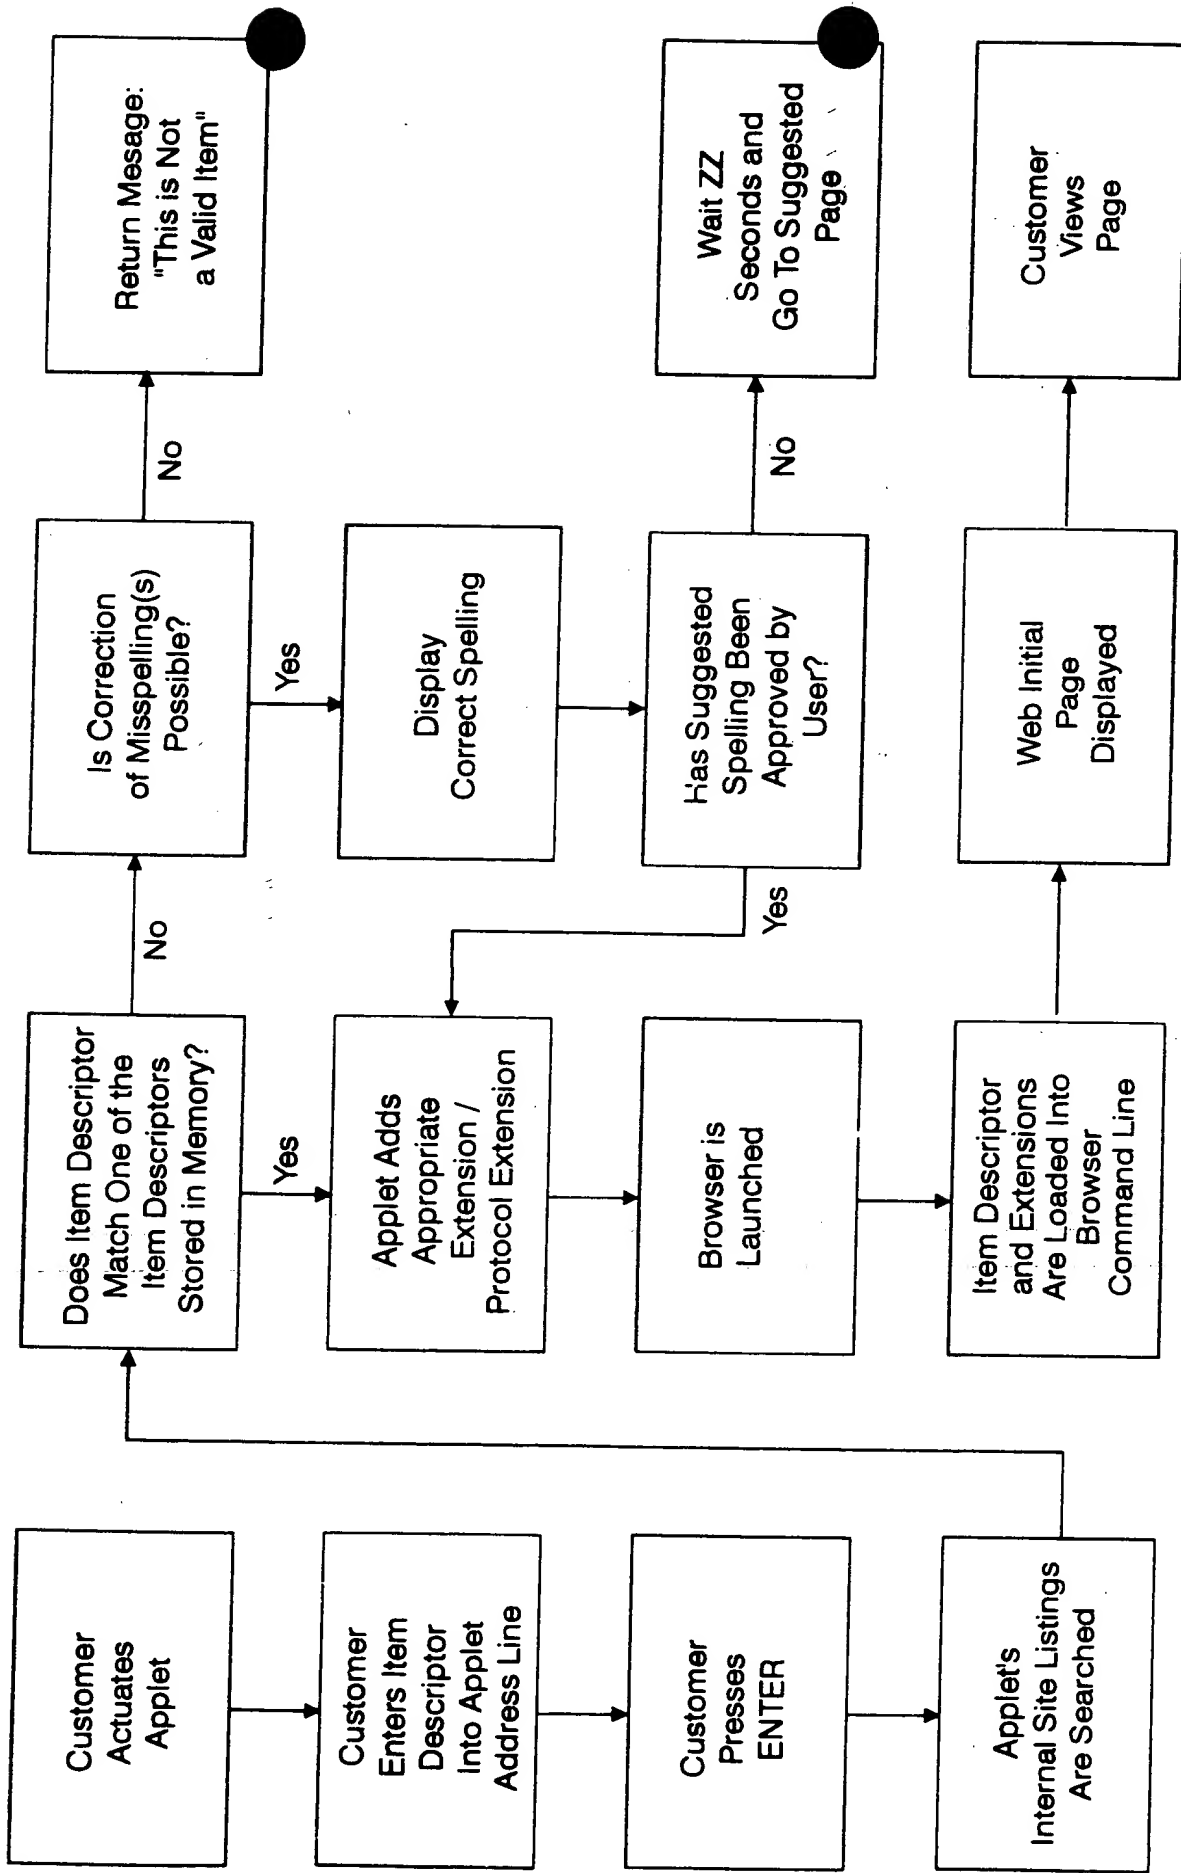 Customer
Actuates
Applet
Customer
Enters Item
Descriptor
Into Applet
Address Line
Customer
Presses
ENTER
Applet's
Internal Site Listings
Are Searched
Does Item Descriptor
Match One of the
Item Descriptors
Stored in Memory?
No
Yes
Applet Adds
Appropriate
Extension /
Protocol Extension
Browser is
Launched
Item Descriptor
and Extensions
Are Loaded Into
Browser
Command Line
Is Correction
of Misspelling(s)
Possible?
No
Yes
Display
Correct Spelling
Has Suggested
Spelling Been
Approved by
User?
Yes
No
Web Initial
Page
Displayed
Return Mesage:
"This is Not
a Valid Item"
Wait ZZ
Seconds and
Go To Suggested
Page
Customer
Views
Page